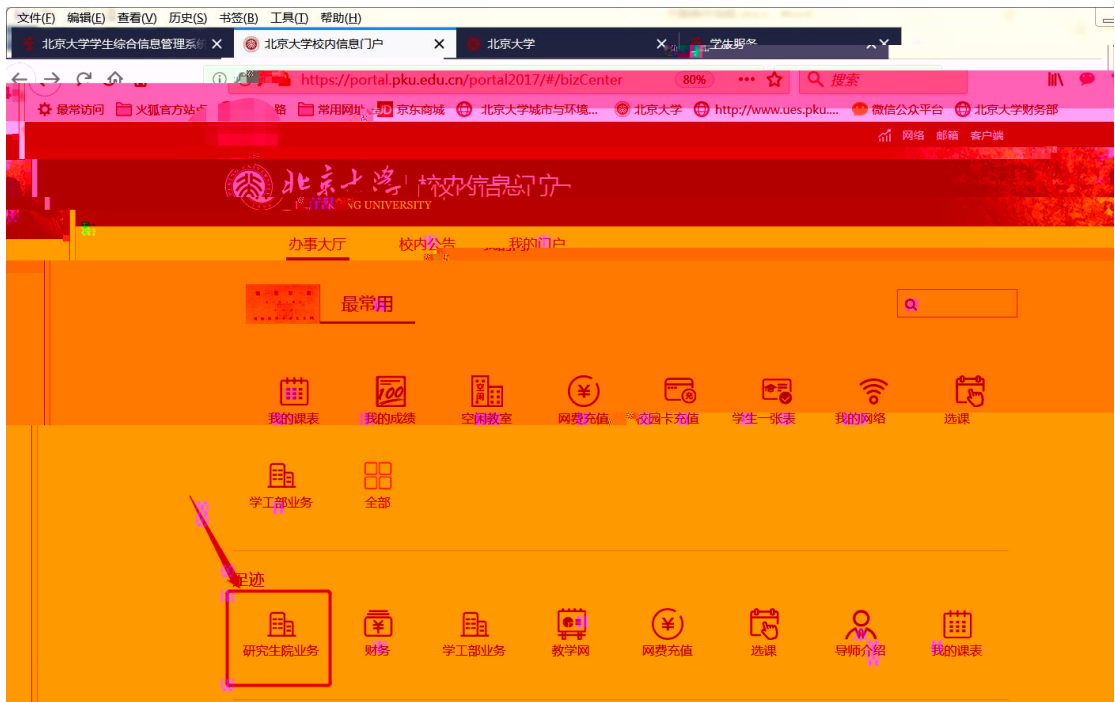 文件(F) 编辑(E) 查看(V) 历史(S) 书签(B) 工具(T) 帮助(H)
北京大学学生综合信息管理系统 × 北京大学校内信息门户 × 北京大学 × ×
https://portal.pku.edu.cn/portal2017/#/bizCenter 80% ••• 搜索
最常访问 火狐官方站点 常用网址 JD 京东商城 北京大学城市与环境... 北京大学 http://www.ues.pku.... 微信公众平台 北京大学财务部
网络 邮箱 客户端
北京大学 校内信息门户
UNIVERSITY
办事大厅 校内公告 我的门户
最常用
我的课表 我的成绩 空闲教室 网费充值 校园卡充值 学生一张表 我的网络 选课
学工部业务 全部
足迹
研究生院业务 财务 学工部业务 教学网 网费充值 选课 导师介绍 我的课表